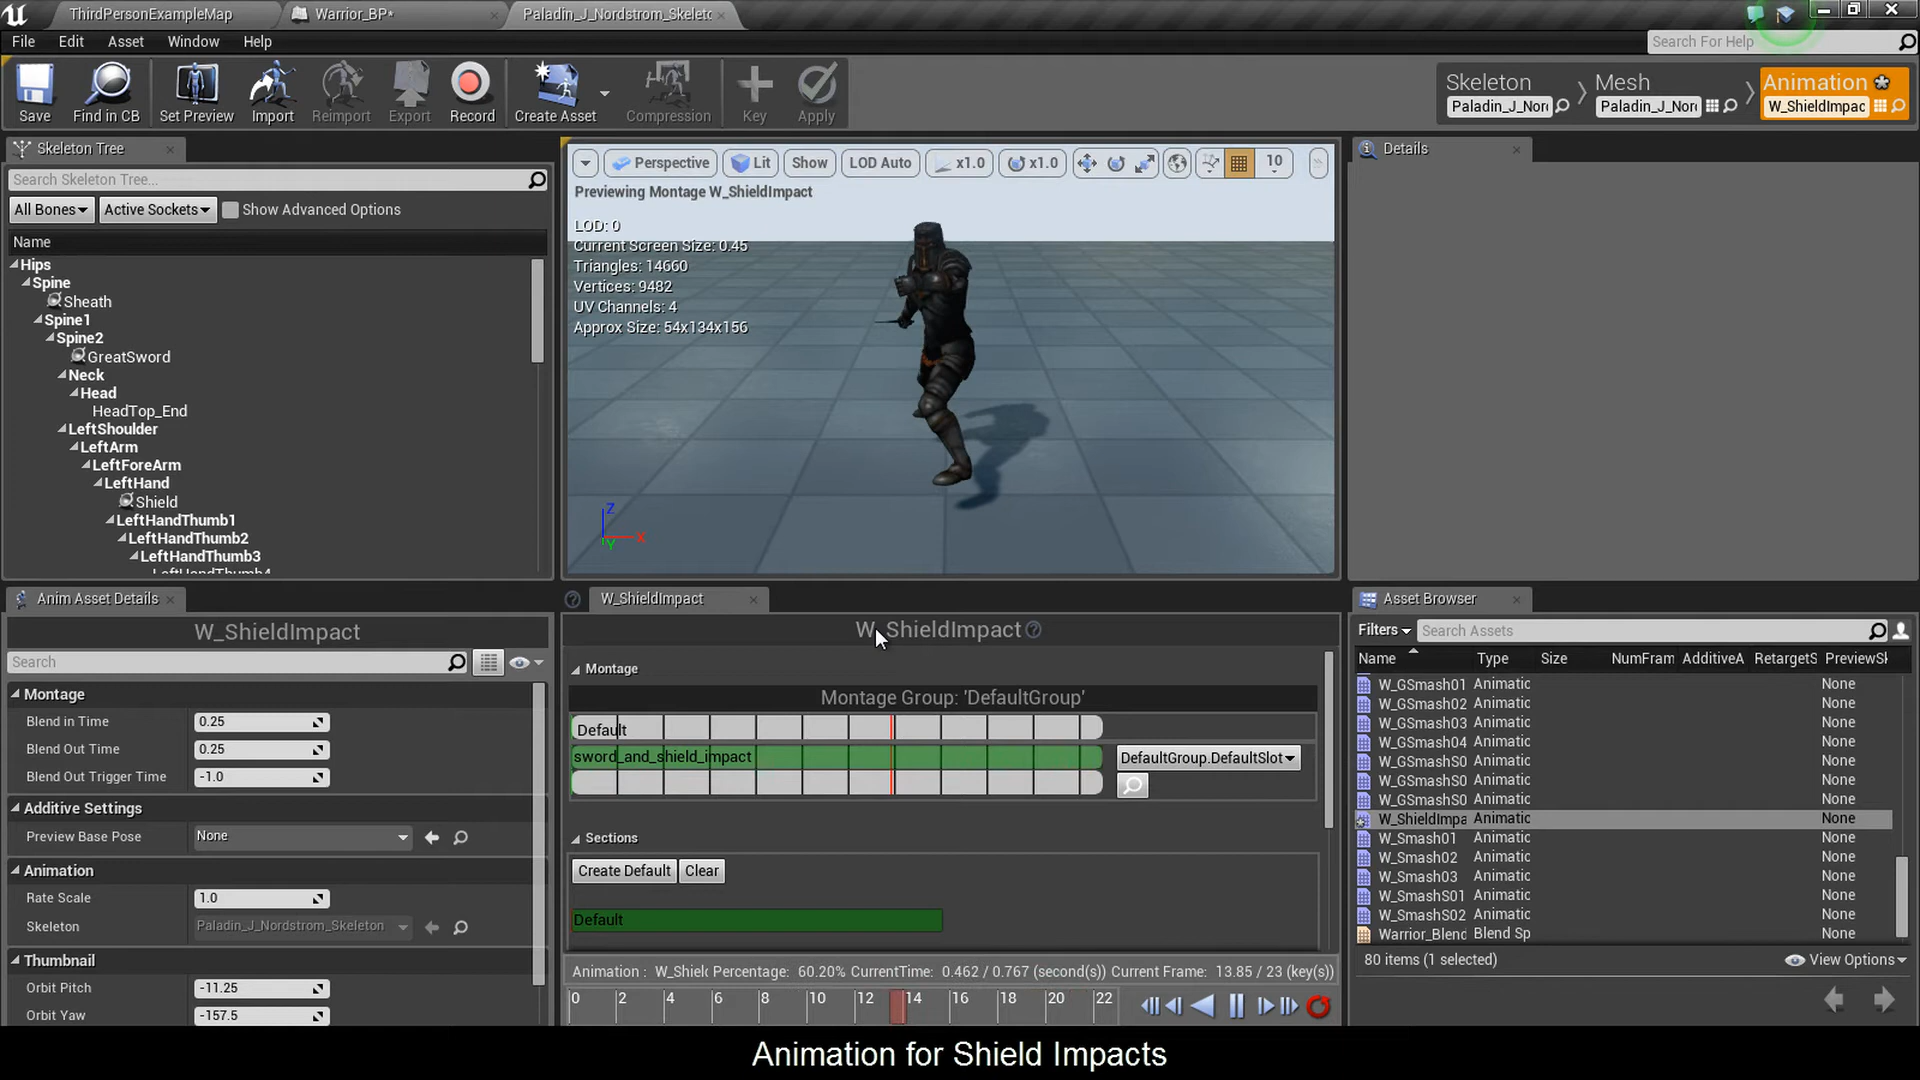 ThirdPersonExampleMap
Warrior_BP*
Paladin_J_Nordstrom_Skeletc
File Edit Asset Window Help
Search For Help
Save
Find in CB
Set Preview
Import
Reimport
Export
Record
Create Asset
Compression
Key
Apply
Skeleton
Paladin_J_Nor
Mesh
Paladin_J_Nor
Animation
W_ShieldImpac
Skeleton Tree
Search Skeleton Tree...
All Bones
Active Sockets
Show Advanced Options
Name
Hips
Spine
Sheath
Spine1
Spine2
GreatSword
Neck
Head
HeadTop_End
LeftShoulder
LeftArm
LeftForeArm
LeftHand
Shield
LeftHandThumb1
LeftHandThumb2
LeftHandThumb3
LeftHandThumb4
Perspective
Lit
Show
LOD Auto
x1.0
x1.0
10
Previewing Montage W_ShieldImpact
LOD: 0
Current Screen Size: 0.45
Triangles: 14660
Vertices: 9482
UV Channels: 4
Approx Size: 54x134x156
Z
X
Y
Details
Anim Asset Details
W_ShieldImpact
Search
Montage
Blend in Time 0.25
Blend Out Time 0.25
Blend Out Trigger Time -1.0
Additive Settings
Preview Base Pose None
Animation
Rate Scale 1.0
Skeleton Paladin_J_Nordstrom_Skeleton
Thumbnail
Orbit Pitch -11.25
Orbit Yaw -157.5
W_ShieldImpact
W_ShieldImpact
Montage
Montage Group: 'DefaultGroup'
Default
sword_and_shield_impact
DefaultGroup.DefaultSlot
Sections
Create Default
Clear
Default
Animation : W_Shielc Percentage: 60.20% CurrentTime: 0.462 / 0.767 (second(s)) Current Frame: 13.85 / 23 (key(s))
0 2 4 6 8 10 12 14 16 18 20 22
Asset Browser
Filters
Search Assets
Name Type Size NumFram AdditiveA RetargetS PreviewSk
W_GSmash01 Animatic None
W_GSmash02 Animatic None
W_GSmash03 Animatic None
W_GSmash04 Animatic None
W_GSmashS0 Animatic None
W_GSmashS0 Animatic None
W_GSmashS0 Animatic None
W_ShieldImpa Animatic None
W_Smash01 Animatic None
W_Smash02 Animatic None
W_Smash03 Animatic None
W_SmashS01 Animatic None
W_SmashS02 Animatic None
Warrior_Blend Blend Sp None
80 items (1 selected)
View Options
Animation for Shield Impacts